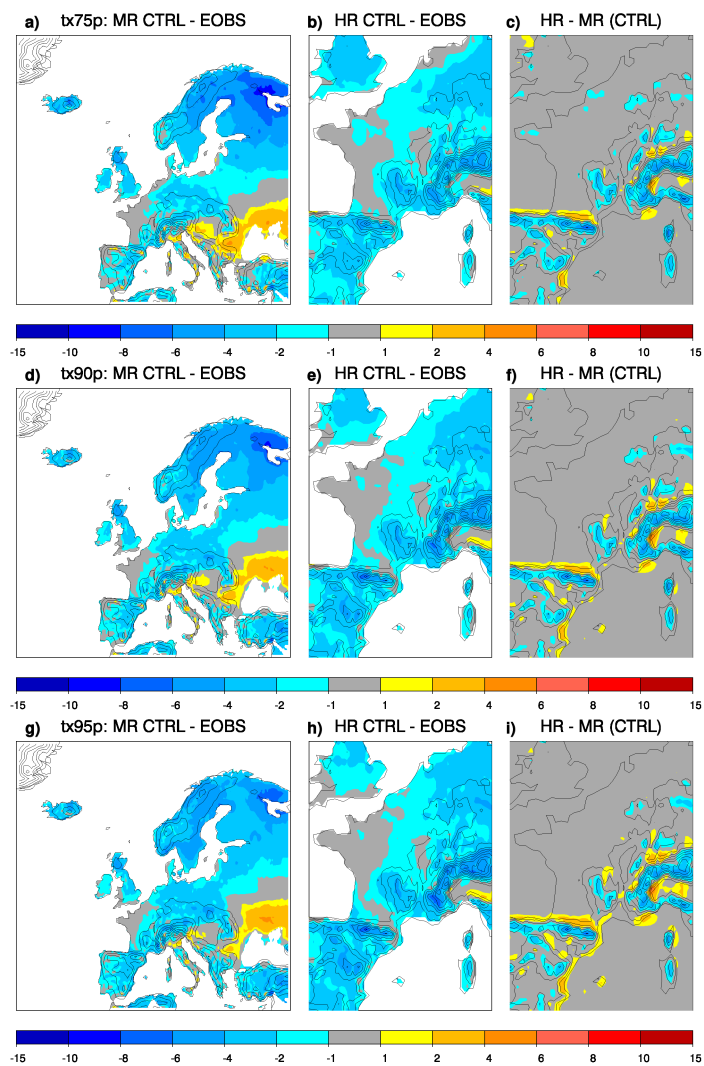 a) tx75p: MR CTRL - EOBS b) HR CTRL - EOBS c) HR - MR (CTRL)
-15 -10 -8 -6 -4 -2 -1 1 2 4 6 8 10 15
d) tx90p: MR CTRL - EOBS e) HR CTRL - EOBS f) HR - MR (CTRL)
-15 -10 -8 -6 -4 -2 -1 1 2 4 6 8 10 15
g) tx95p: MR CTRL - EOBS h) HR CTRL - EOBS i) HR - MR (CTRL)
-15 -10 -8 -6 -4 -2 -1 1 2 4 6 8 10 15